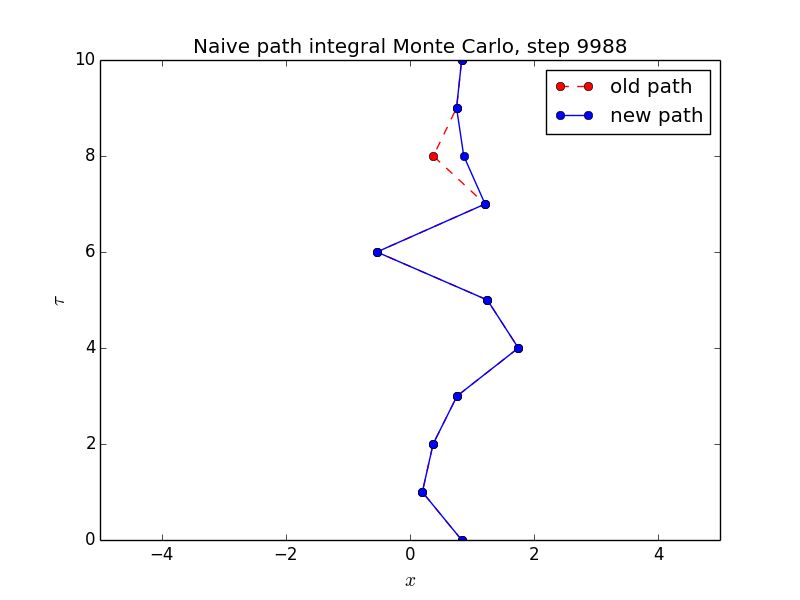 Naive path integral Monte Carlo, step 9988
old path
new path
10
8
6
4
2
0
τ
−4 −2 0 2 4
x